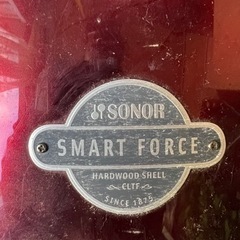 SONOR
SMART FORCE
HARDWOOD SHELL
CLTF
SINCE 1875